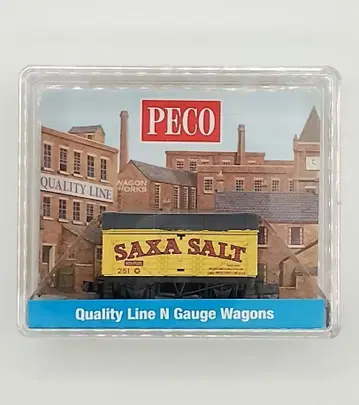 PECO
QUALITY LINE
WAGON
WORKS
SAXA SALT
251
Quality Line N Gauge Wagons